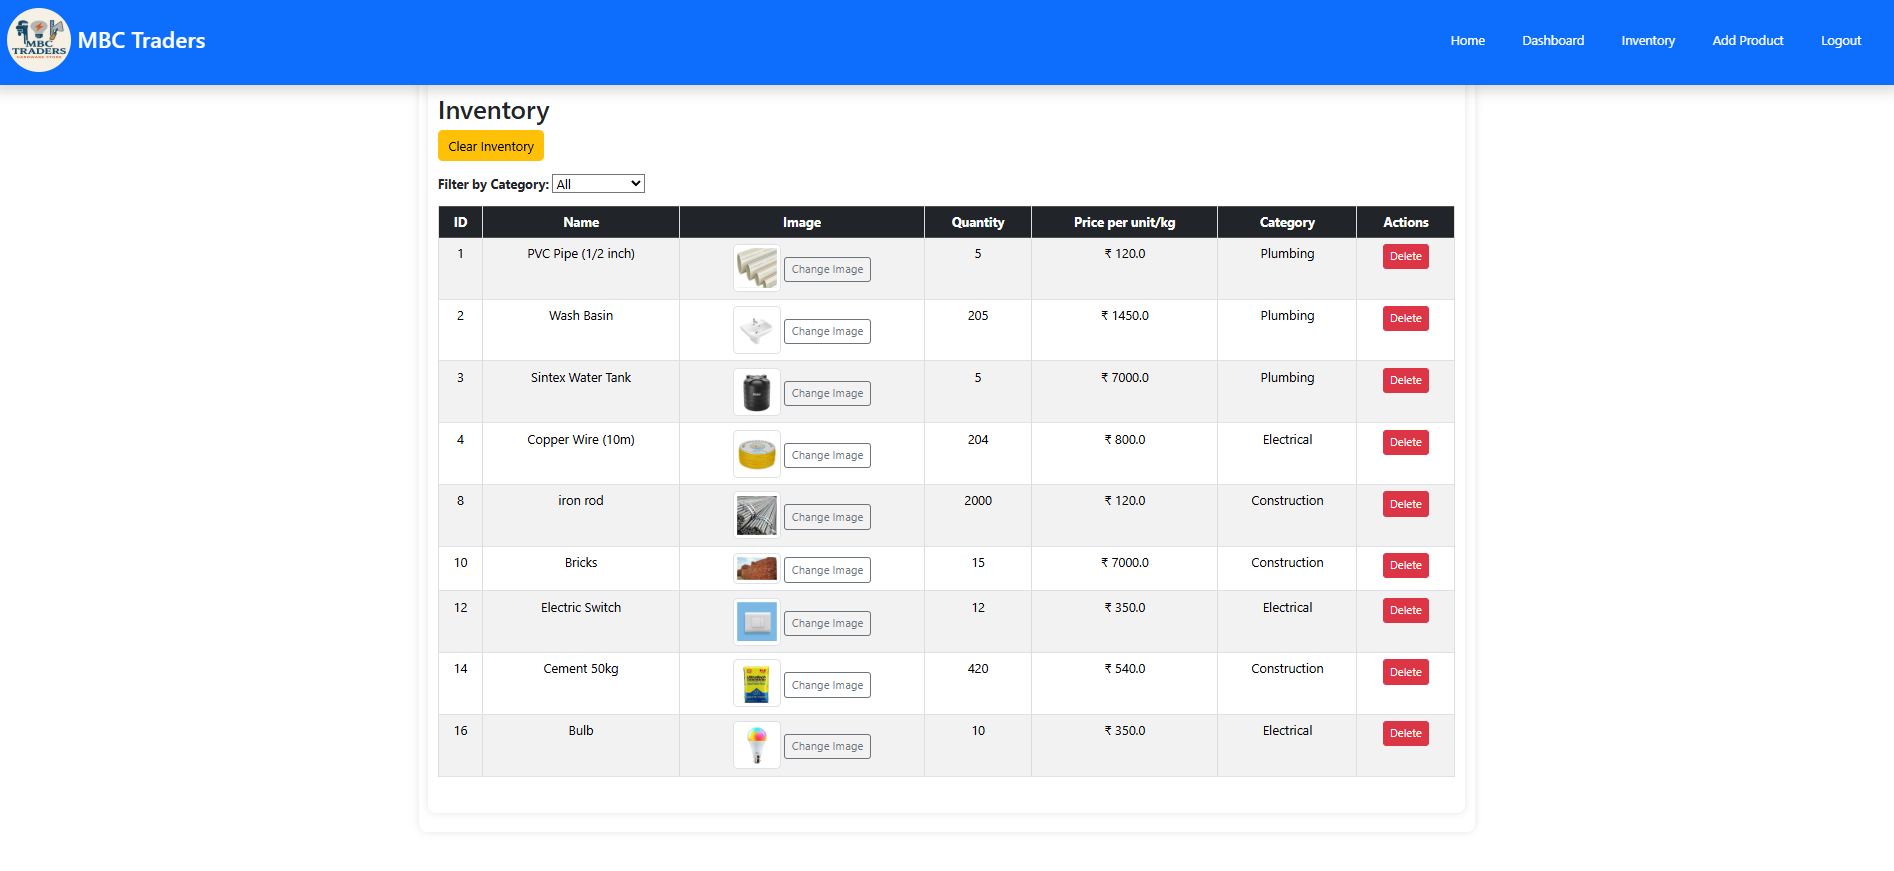 MBC
TRADERS
HARDWARE STORE
MBC Traders
Home Dashboard Inventory Add Product Logout
Inventory
Clear Inventory
Filter by Category: All
ID Name Image Quantity Price per unit/kg Category Actions
1 PVC Pipe (1/2 inch) Change Image 5 ₹ 120.0 Plumbing Delete
2 Wash Basin Change Image 205 ₹ 1450.0 Plumbing Delete
3 Sintex Water Tank Change Image 5 ₹ 7000.0 Plumbing Delete
4 Copper Wire (10m) Change Image 204 ₹ 800.0 Electrical Delete
8 iron rod Change Image 2000 ₹ 120.0 Construction Delete
10 Bricks Change Image 15 ₹ 7000.0 Construction Delete
12 Electric Switch Change Image 12 ₹ 350.0 Electrical Delete
14 Cement 50kg Change Image 420 ₹ 540.0 Construction Delete
16 Bulb Change Image 10 ₹ 350.0 Electrical Delete